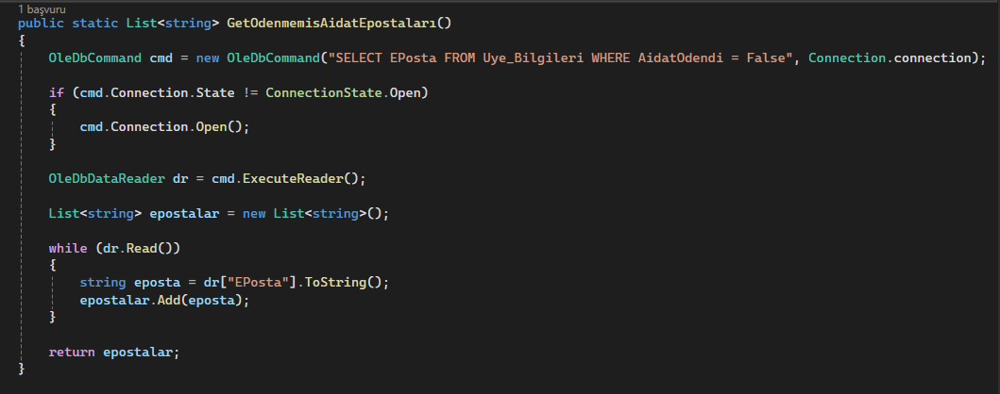 1 başvuru
public static List<string> GetOdenmemisAidatEpostaları()
{
OleDbCommand cmd = new OleDbCommand("SELECT EPosta FROM Uye_Bilgileri WHERE AidatOdendi = False", Connection.connection);
if (cmd.Connection.State != ConnectionState.Open)
{
cmd.Connection.Open();
}
OleDbDataReader dr = cmd.ExecuteReader();
List<string> epostalar = new List<string>();
while (dr.Read())
{
string eposta = dr["EPosta"].ToString();
epostalar.Add(eposta);
}
return epostalar;
}